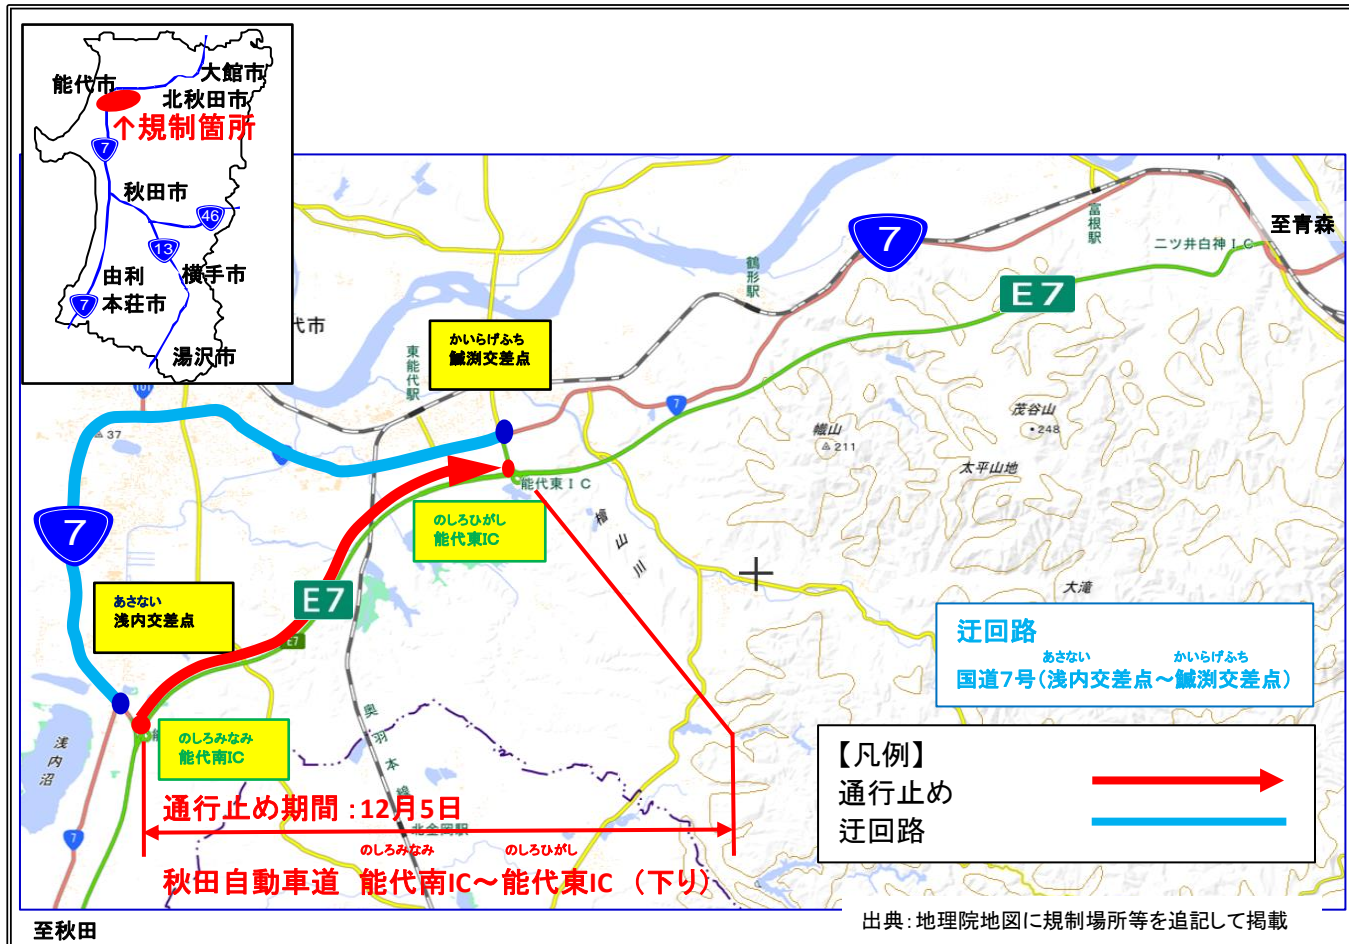 能代市
大館市
北秋田市
↑規制箇所
7
秋田市
46
13
由利
本荘市
横手市
7
湯沢市
代市
東能代駅
かいらげふち
鰄渕交差点
鶴形駅
7
富根駅
二ツ井白神IC
至青森
E7
101
37
7
幟山
211
茂谷山
248
太平山地
能代東IC
のしろひがし
能代東IC
檜山川
大滝
7
E7
E7
あさない
浅内交差点
迂回路
あさない かいらげふち
国道7号(浅内交差点~鰄渕交差点)
のしろみなみ
能代南IC
能
浅内沼
奥羽本線
7
北金岡駅
通行止め期間:12月5日
のしろみなみ のしろひがし
秋田自動車道 能代南IC~能代東IC (下り)
【凡例】
通行止め
迂回路
至秋田
出典:地理院地図に規制場所等を追記して掲載